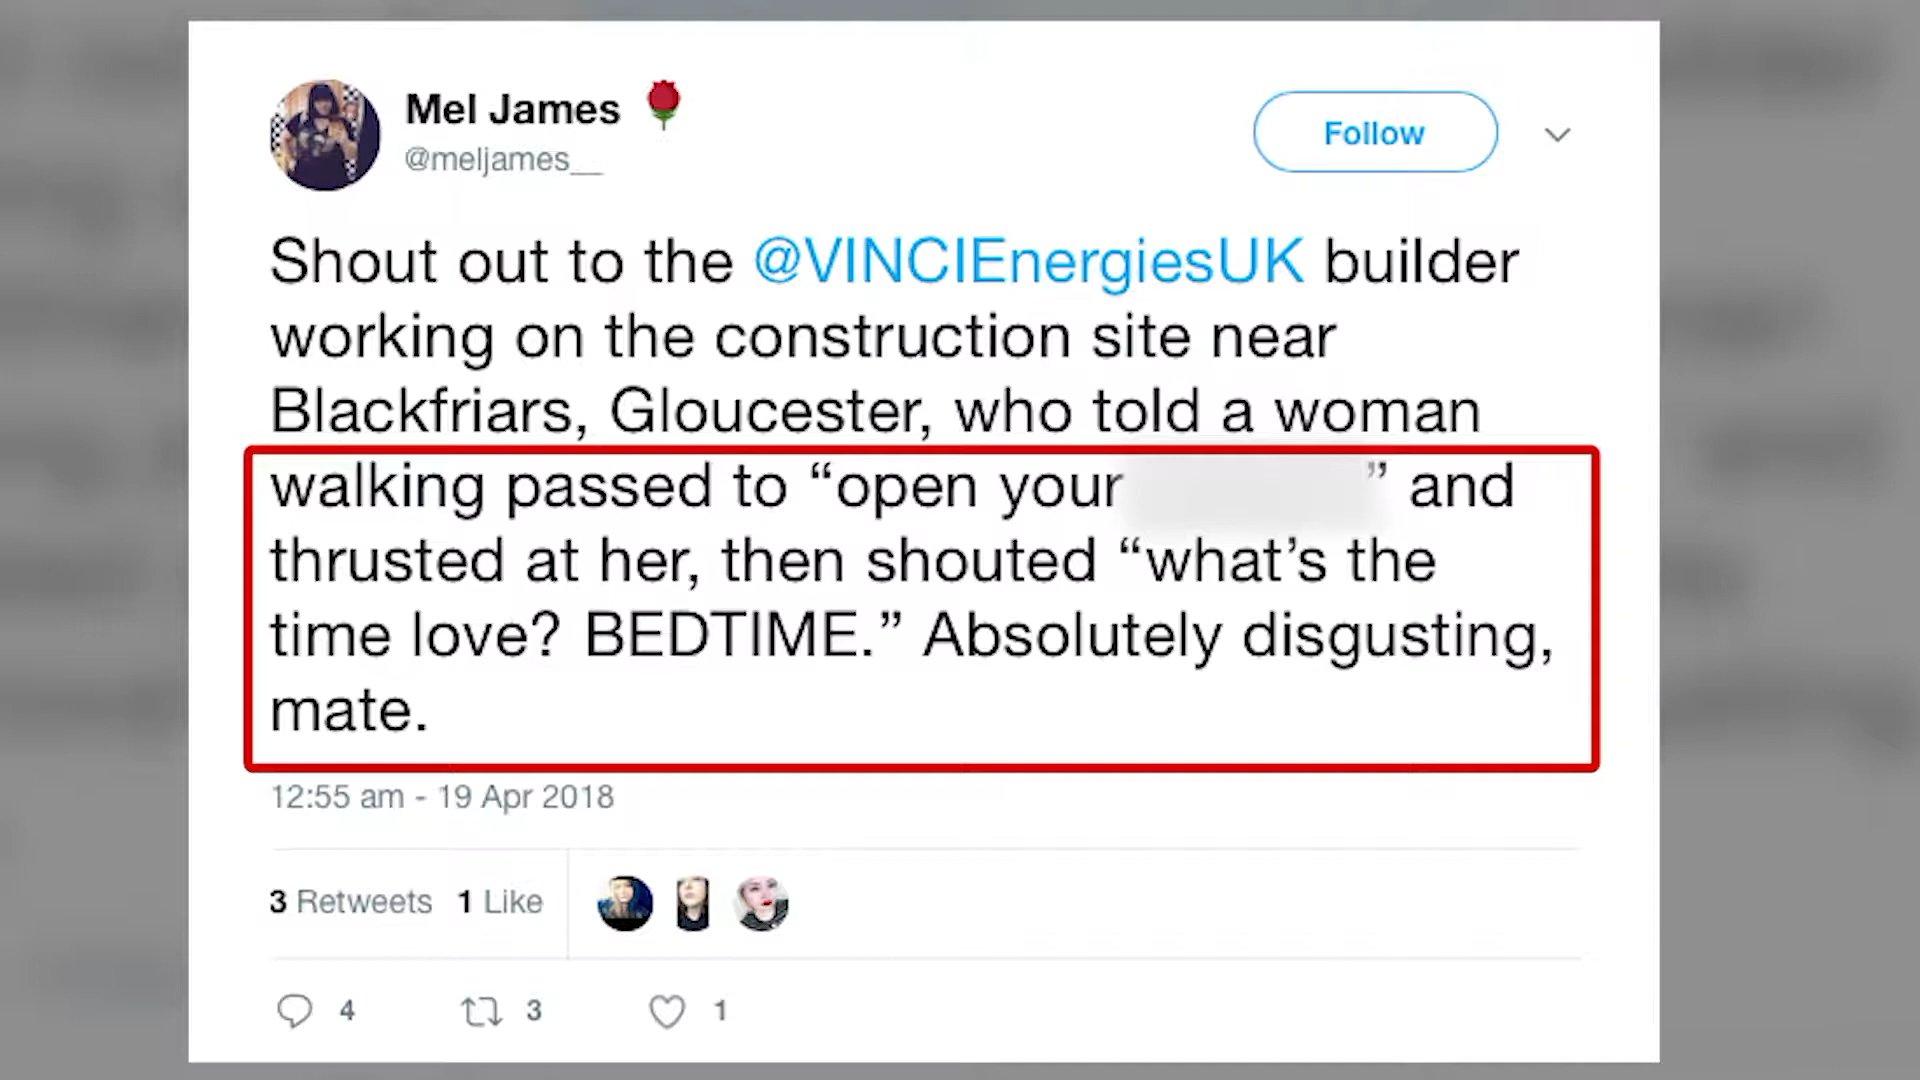 Mel James
@meljames__
Follow
Shout out to the @VINCIEnergiesUK builder
working on the construction site near
Blackfriars, Gloucester, who told a woman
walking passed to “open your ” and
thrusted at her, then shouted “what’s the
time love? BEDTIME.” Absolutely disgusting,
mate.
12:55 am - 19 Apr 2018
3 Retweets 1 Like
4 3 1